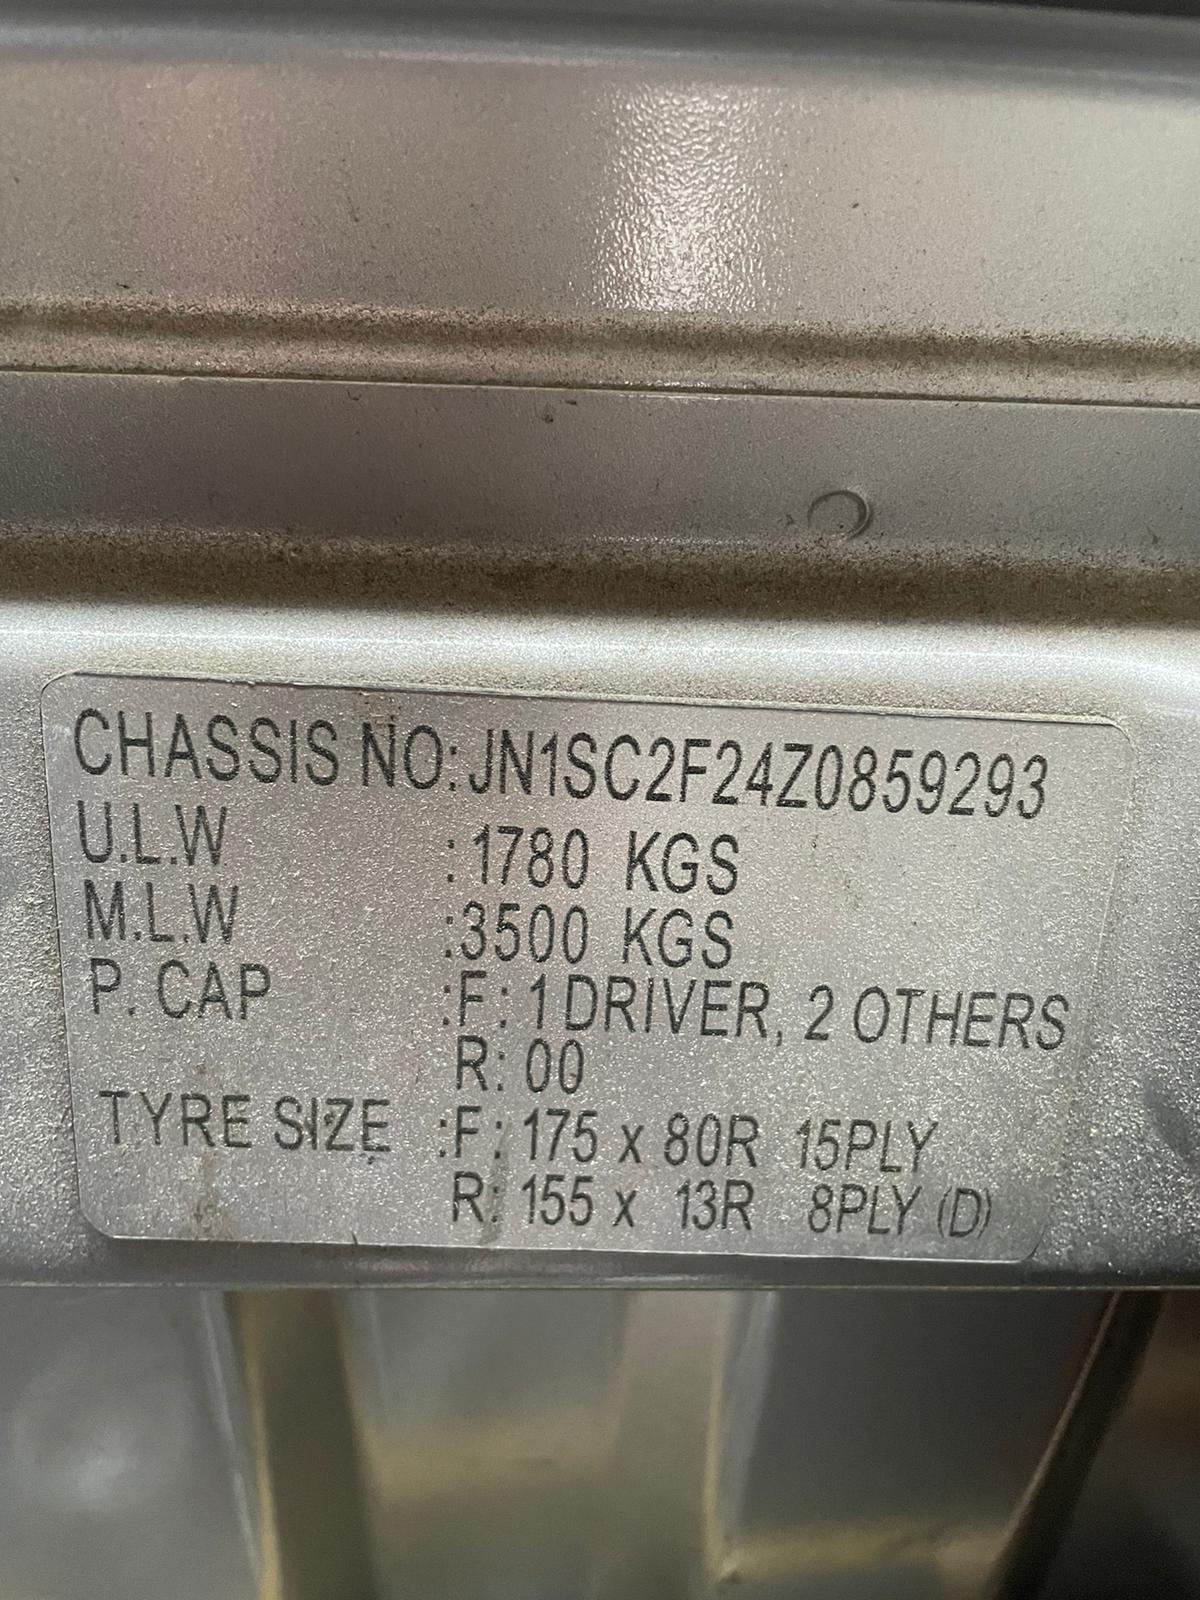 CHASSIS NO: JN1SC2F24Z0859293
U.L.W : 1780 KGS
M.L.W :3500 KGS
P. CAP :F: 1 DRIVER, 2 OTHERS
R: 00
TYRE SIZE :F: 175 x 80R 15PLY
R: 155 x 13R 8PLY (D)